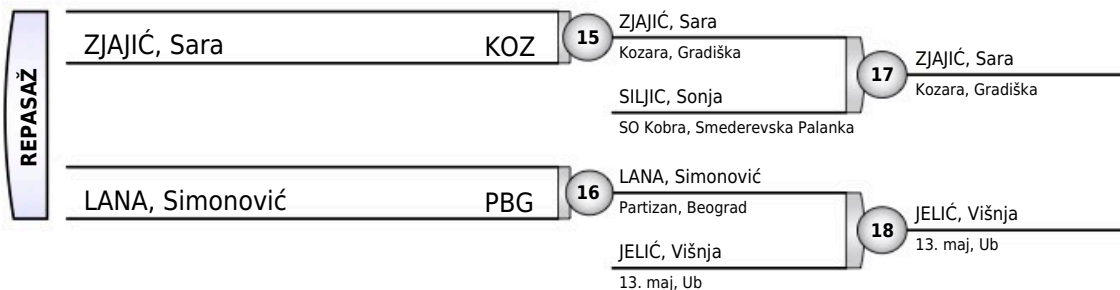 REPASAŽ
ZJAJIĆ, Sara KOZ
15
ZJAJIĆ, Sara
Kozara, Gradiška
SILJIC, Sonja
SO Kobra, Smederevska Palanka
17
ZJAJIĆ, Sara
Kozara, Gradiška
LANA, Simonović PBG
16
LANA, Simonović
Partizan, Beograd
JELIĆ, Višnja
13. maj, Ub
18
JELIĆ, Višnja
13. maj, Ub